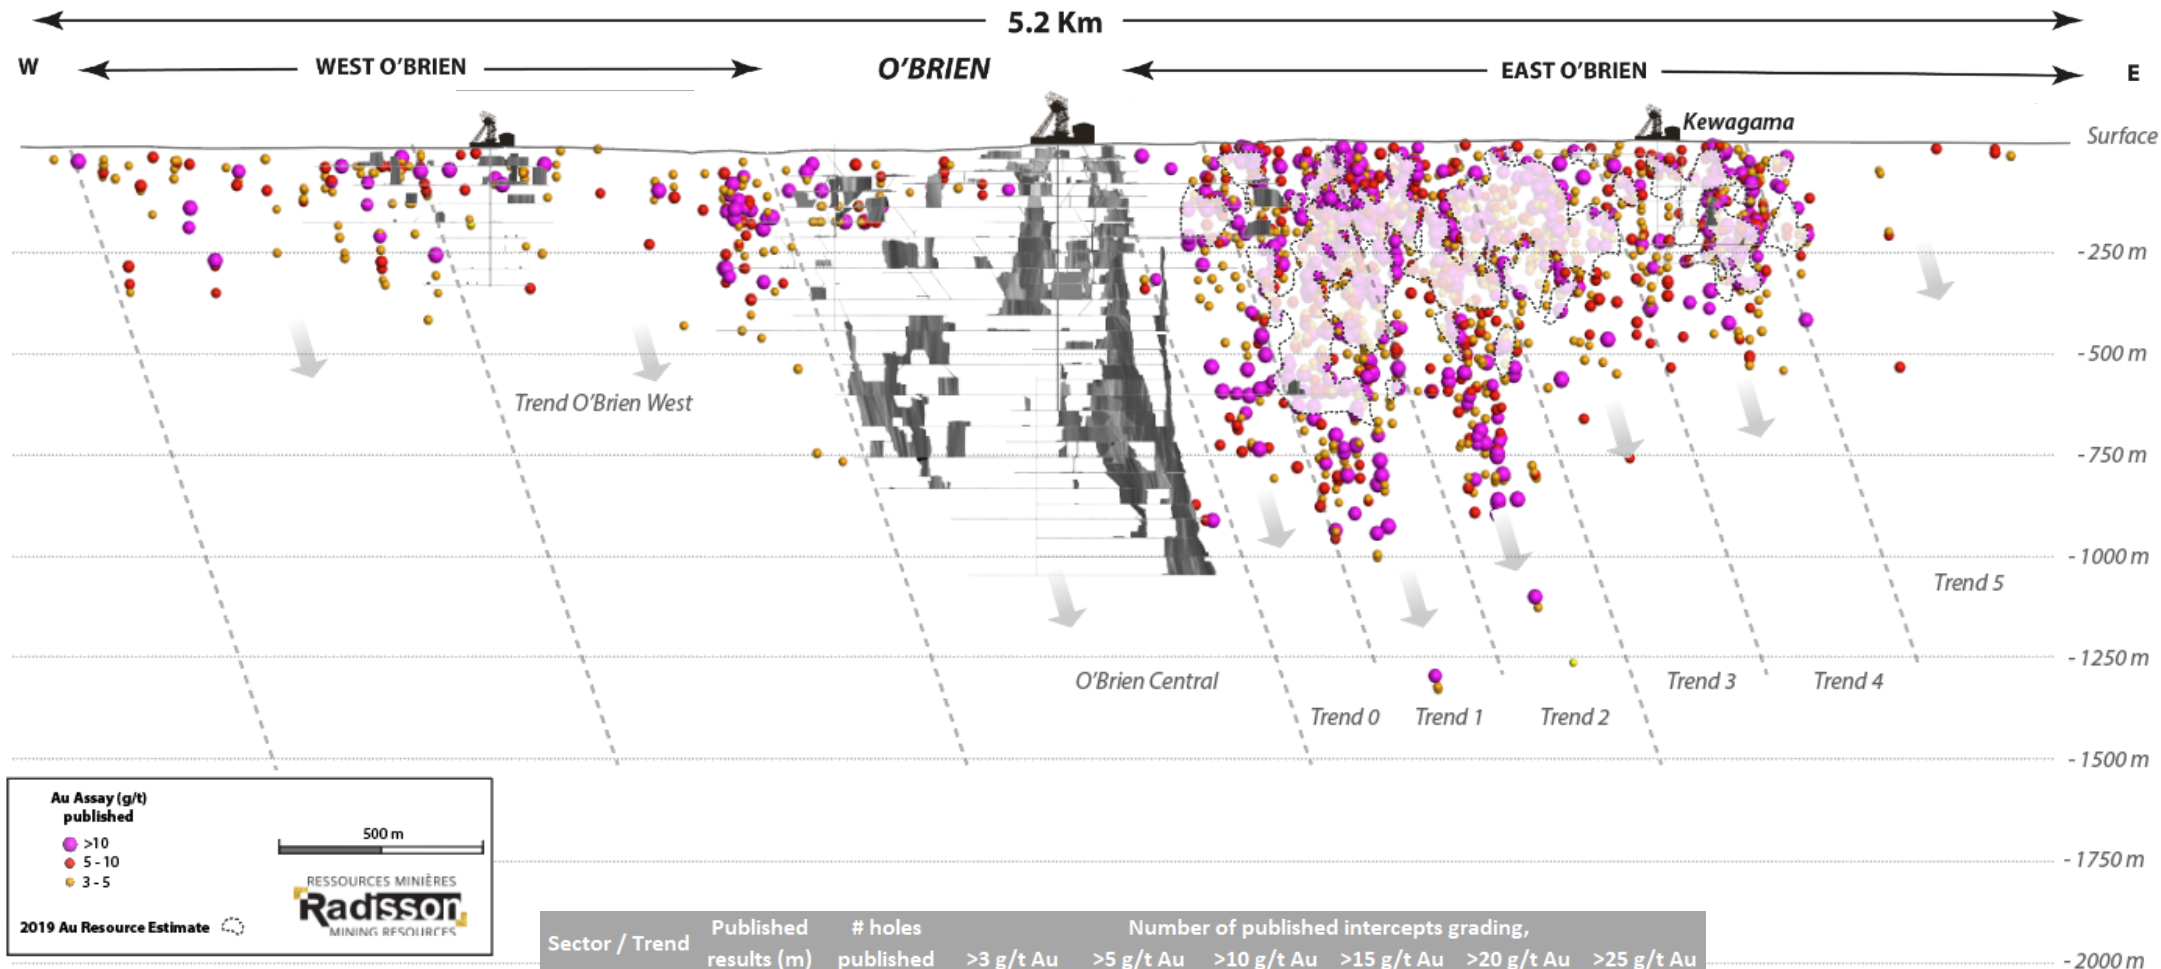 5.2 Km
W
WEST O'BRIEN
O'BRIEN
EAST O'BRIEN
E
Kewagama
Surface
- 250 m
- 500 m
Trend O'Brien West
- 750 m
- 1000 m
Trend 5
- 1250 m
O'Brien Central
Trend 3
Trend 4
Trend 0
Trend 1
Trend 2
- 1500 m
Au Assay (g/t)
published
>10
5 - 10
3 - 5
500 m
- 1750 m
RESSOURCES MINIÈRES
Radisson
MINING RESOURCES
2019 Au Resource Estimate
Sector / Trend
Published
results (m)
# holes
published
Number of published intercepts grading,
>3 g/t Au >5 g/t Au >10 g/t Au >15 g/t Au >20 g/t Au >25 g/t Au
- 2000 m